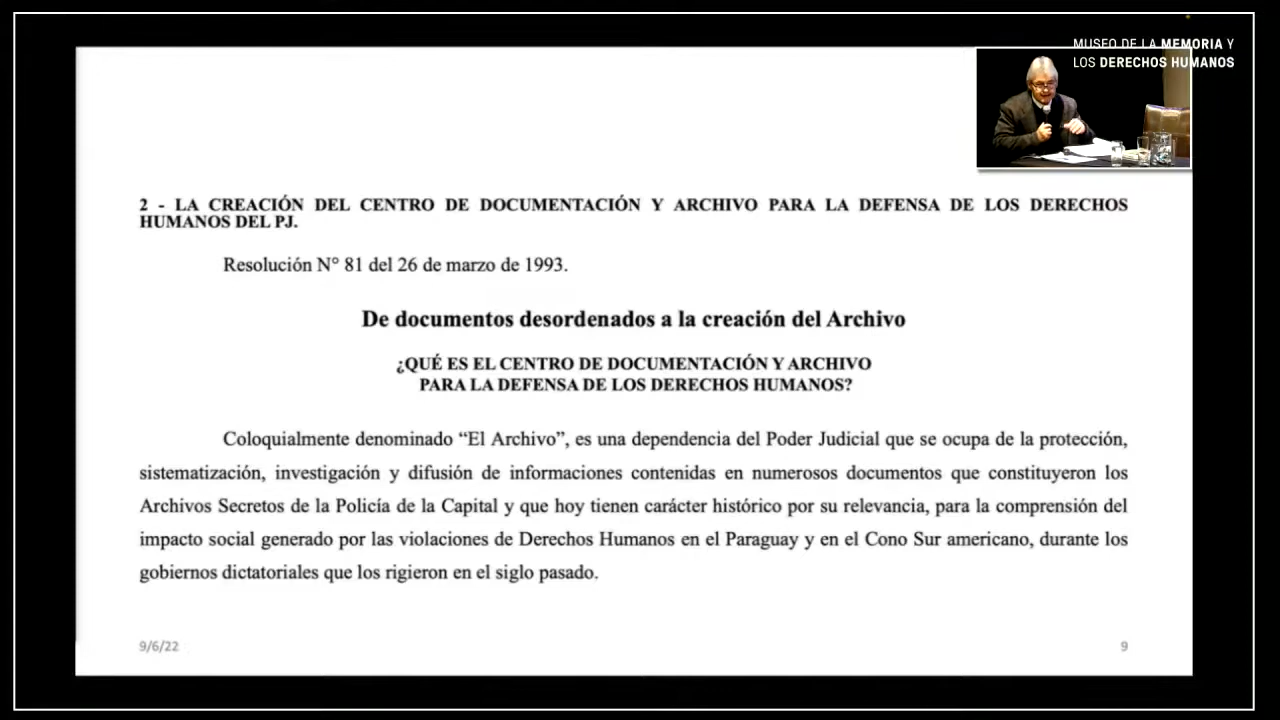 MUSEO DE LA MEMORIA Y
LOS DERECHOS HUMANOS
2 - LA CREACIÓN DEL CENTRO DE DOCUMENTACIÓN Y ARCHIVO PARA LA DEFENSA DE LOS DERECHOS
HUMANOS DEL PJ.
Resolución N° 81 del 26 de marzo de 1993.
De documentos desordenados a la creación del Archivo
¿QUÉ ES EL CENTRO DE DOCUMENTACIÓN Y ARCHIVO
PARA LA DEFENSA DE LOS DERECHOS HUMANOS?
Coloquialmente denominado “El Archivo”, es una dependencia del Poder Judicial que se ocupa de la protección,
sistematización, investigación y difusión de informaciones contenidas en numerosos documentos que constituyeron los
Archivos Secretos de la Policía de la Capital y que hoy tienen carácter histórico por su relevancia, para la comprensión del
impacto social generado por las violaciones de Derechos Humanos en el Paraguay y en el Cono Sur americano, durante los
gobiernos dictatoriales que los rigieron en el siglo pasado.
9/6/22
9